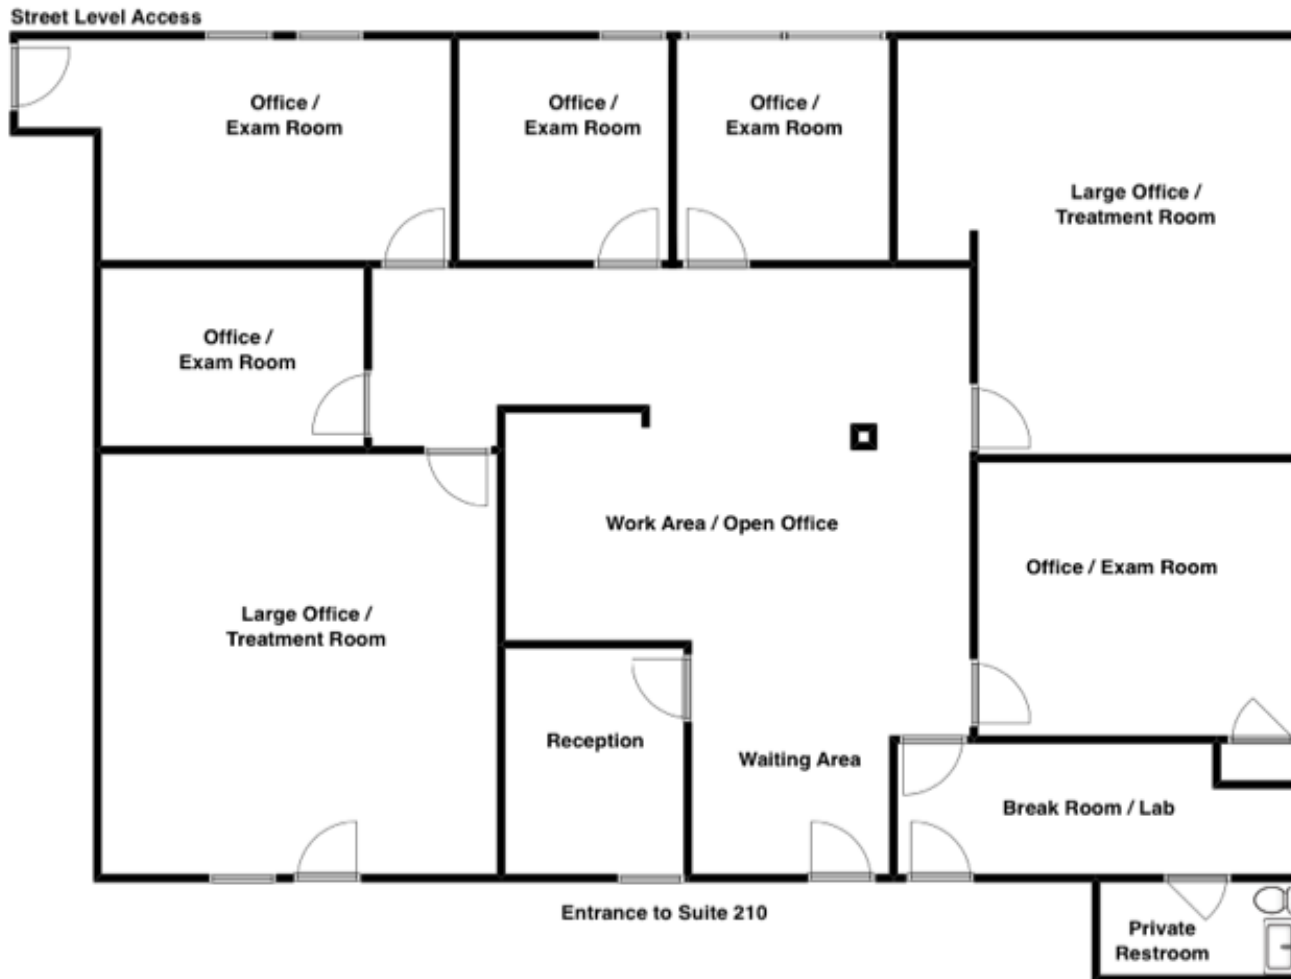 Street Level Access
Office /
Exam Room
Office /
Exam Room
Office /
Exam Room
Large Office /
Treatment Room
Office /
Exam Room
Work Area / Open Office
Office / Exam Room
Large Office /
Treatment Room
Reception
Waiting Area
Break Room / Lab
Entrance to Suite 210
Private
Restroom